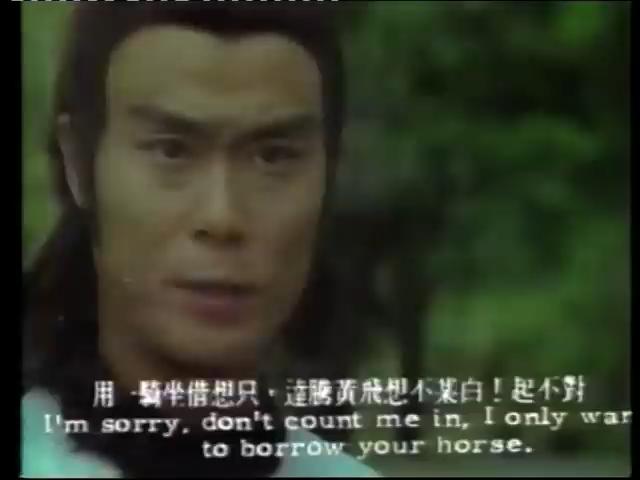 對不起！白某不想飛黃騰達，只想借坐騎一用
I'm sorry, don't count me in, I only
to borrow your horse.